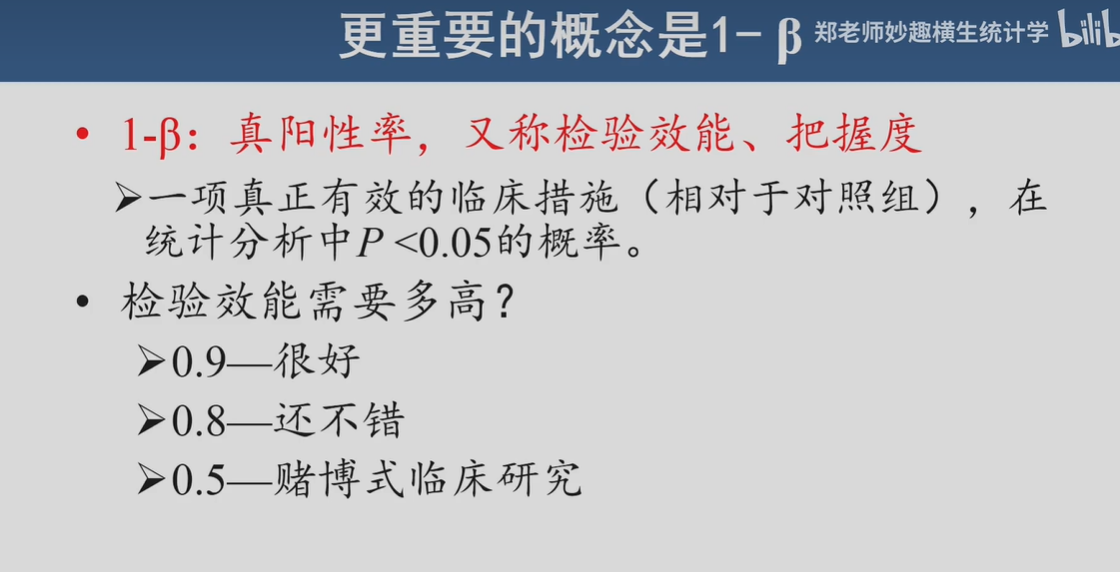 更重要的概念是1- β
郑老师妙趣横生统计学 bilib
• 1-β：真阳性率，又称检验效能、把握度
➢一项真正有效的临床措施（相对于对照组），在
统计分析中P <0.05的概率。
• 检验效能需要多高？
➢0.9—很好
➢0.8—还不错
➢0.5—赌博式临床研究